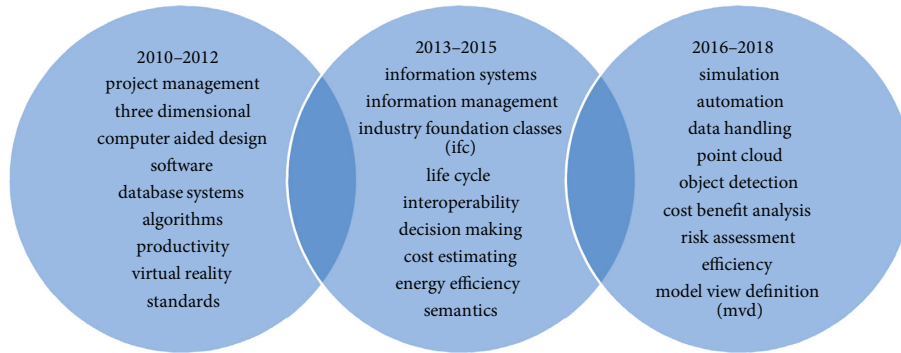 2010–2012
project management
three dimensional
computer aided design
software
database systems
algorithms
productivity
virtual reality
standards
2013–2015
information systems
information management
industry foundation classes
(ifc)
life cycle
interoperability
decision making
cost estimating
energy efficiency
semantics
2016–2018
simulation
automation
data handling
point cloud
object detection
cost benefit analysis
risk assessment
efficiency
model view definition
(mvd)